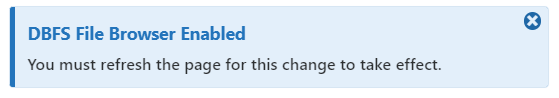 DBFS File Browser Enabled
You must refresh the page for this change to take effect.